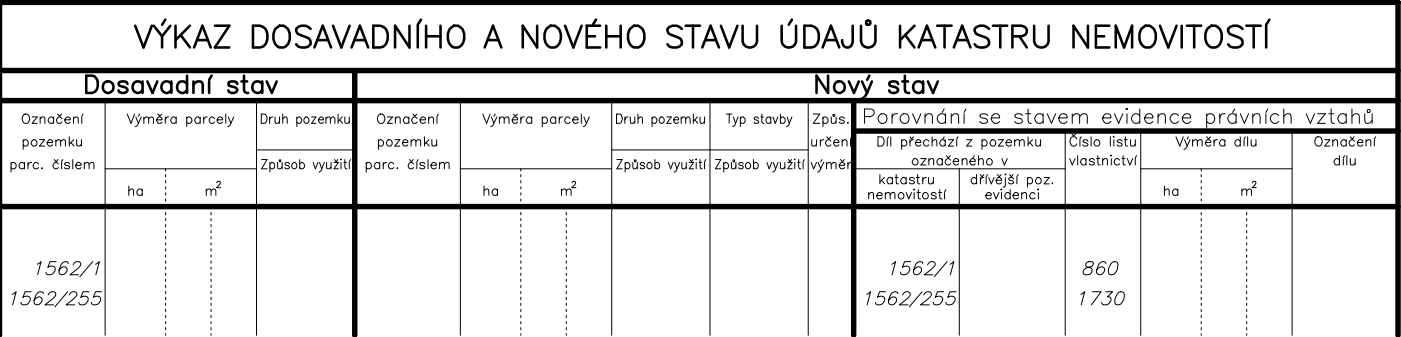 VÝKAZ DOSAVADNÍHO A NOVÉHO STAVU ÚDAJŮ KATASTRU NEMOVITOSTÍ
Dosavadní stav Nový stav
Označení pozemku parc. číslem
Výměra parcely
ha m²
Druh pozemku
Způsob využití
Označení pozemku parc. číslem
Výměra parcely
ha m²
Druh pozemku
Způsob využití
Typ stavby
Způsob využití
Způs. určení výměr
Porovnání se stavem evidence právních vztahů
Díl přechází z pozemku označeného v
katastru nemovitostí
dřívější poz. evidenci
Číslo listu vlastnictví
Výměra dílu
ha m²
Označení dílu
1562/1 1562/1 860
1562/255 1562/255 1730